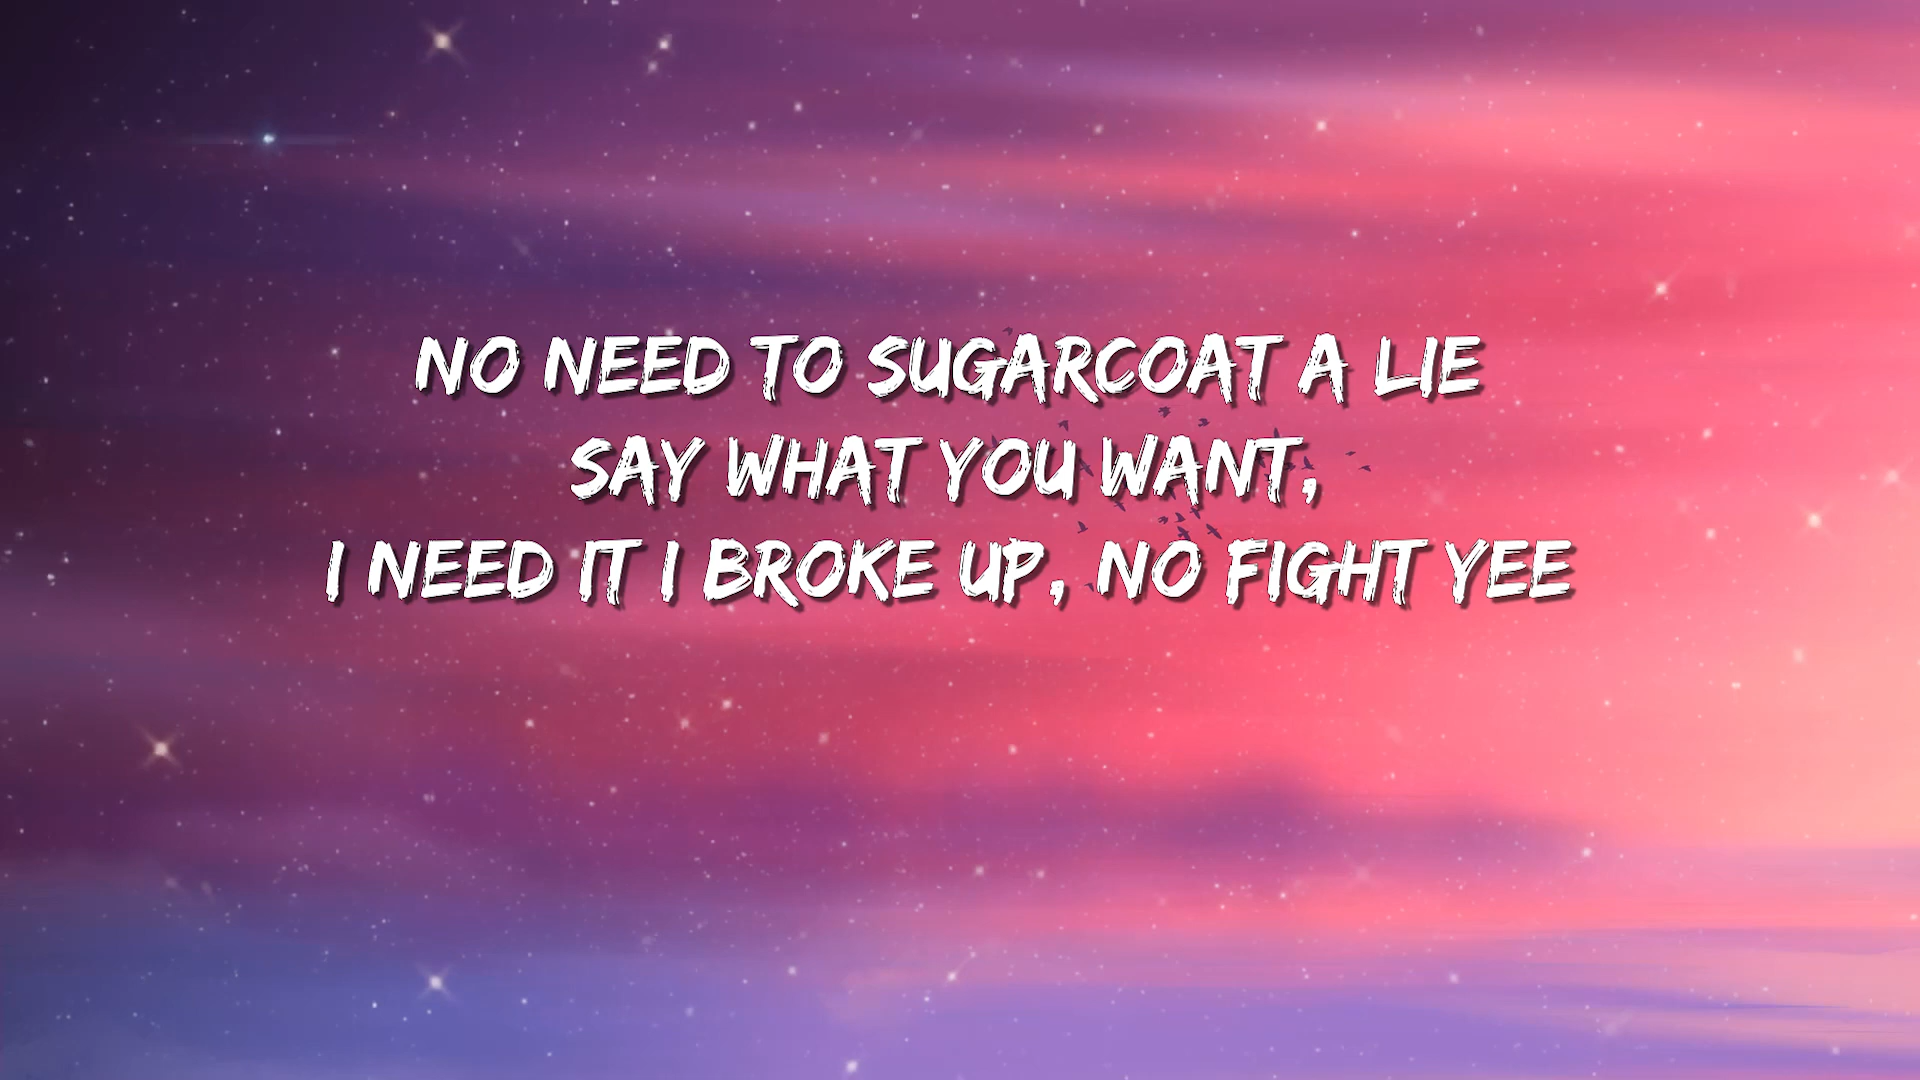 NO NEED TO SUGARCOAT A LIE
SAY WHAT YOU WANT,
I NEED IT I BROKE UP, NO FIGHT YEE